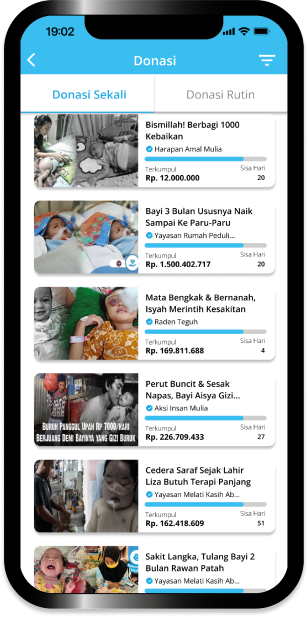 19:02
Donasi
Donasi Sekali
Donasi Rutin
Bismillah! Berbagi 1000
Kebaikan
Harapan Amal Mulia
Terkumpul
Sisa Hari
Rp. 12.000.000
20
Bayi 3 Bulan Ususnya Naik
Sampai Ke Paru-Paru
Yayasan Rumah Peduli...
Terkumpul
Sisa Hari
Rp. 1.500.402.717
20
Mata Bengkak & Bernanah,
Isyah Merintih Kesakitan
Raden Teguh
Terkumpul
Sisa Hari
Rp. 169.811.688
4
BURUH PANGGUL UPAH RP 7000/HARI
BERJUANG DEMI BAYINYA YANG GIZI BURUK
Perut Buncit & Sesak
Napas, Bayi Aisya Gizi...
Aksi Insan Mulia
Terkumpul
Sisa Hari
Rp. 226.709.433
27
Cedera Saraf Sejak Lahir
Liza Butuh Terapi Panjang
Yayasan Melati Kasih Ab...
Terkumpul
Sisa Hari
Rp. 162.418.609
51
Sakit Langka, Tulang Bayi 2
Bulan Rawan Patah
Yayasan Melati Kasih Ab...